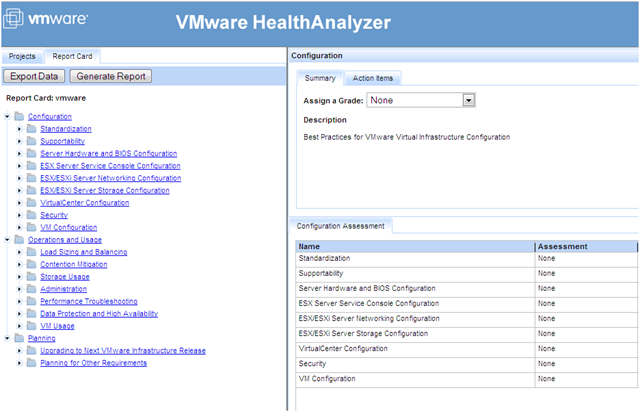 vmware®
VMware HealthAnalyzer
Projects
Report Card
Export Data
Generate Report
Report Card: vmware
Configuration
Standardization
Supportability
Server Hardware and BIOS Configuration
ESX Server Service Console Configuration
ESX/ESXi Server Networking Configuration
ESX/ESXi Server Storage Configuration
VirtualCenter Configuration
Security
VM Configuration
Operations and Usage
Load Sizing and Balancing
Contention Mitigation
Storage Usage
Administration
Performance Troubleshooting
Data Protection and High Availability
VM Usage
Planning
Upgrading to Next VMware Infrastructure Release
Planning for Other Requirements
Configuration
Summary
Action Items
Assign a Grade: None
Description
Best Practices for VMware Virtual Infrastructure Configuration
Configuration Assessment
Name Assessment
Standardization None
Supportability None
Server Hardware and BIOS Configuration None
ESX Server Service Console Configuration None
ESX/ESXi Server Networking Configuration None
ESX/ESXi Server Storage Configuration None
VirtualCenter Configuration None
Security None
VM Configuration None